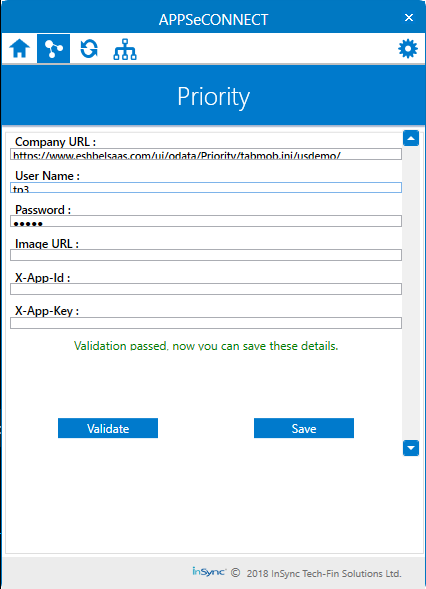 APPSeCONNECT
Priority
Company URL :
https://www.eshbelsaas.com/ui/odata/Priority/tabmob.ini/usdemo/
User Name :
tp3
Password :
•••••
Image URL :
X-App-Id :
X-App-Key :
Validation passed, now you can save these details.
Validate Save
inSync © 2018 InSync Tech-Fin Solutions Ltd.